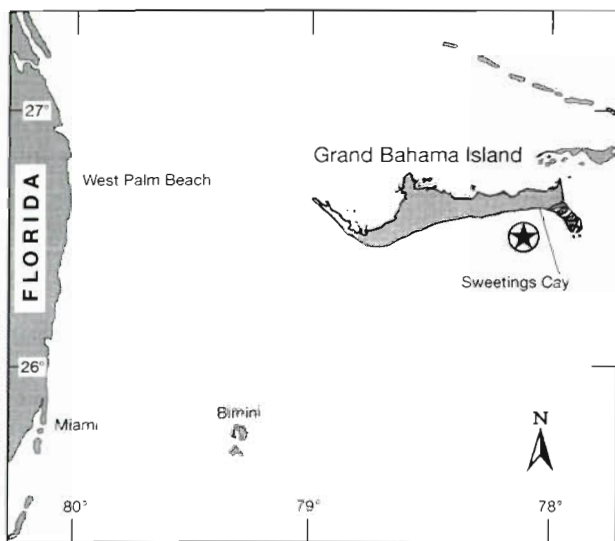 27°
Grand Bahama Island
West Palm Beach
FLORIDA
Sweetings Cay
26°
Bimini
Miami
N
80°
79°
78°